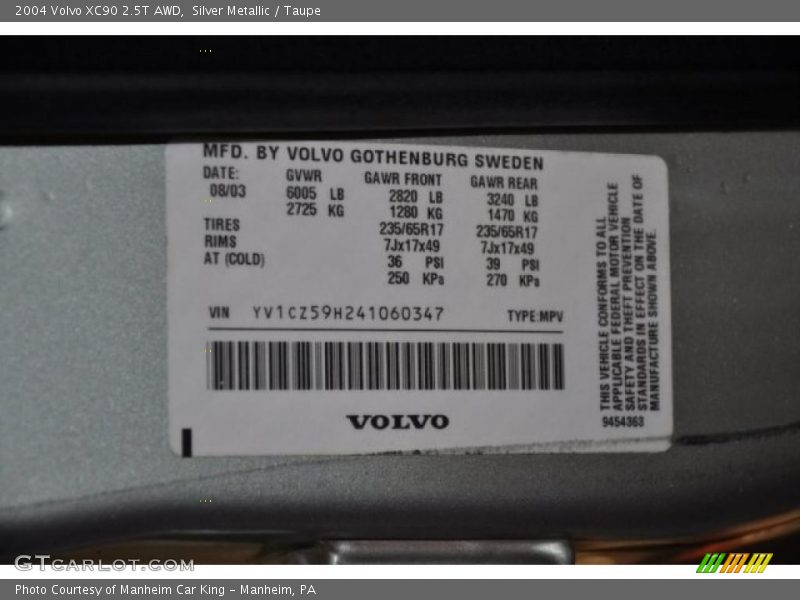 2004 Volvo XC90 2.5T AWD,  Silver Metallic / Taupe
MFD. BY VOLVO GOTHENBURG SWEDEN
DATE: GVWR GAWR FRONT GAWR REAR
08/03 6005 LB 2820 LB 3240 LB
2725 KG 1280 KG 1470 KG
TIRES 235/65R17 235/65R17
RIMS 7Jx17x49 7Jx17x49
AT (COLD) 36 PSI 39 PSI
250 KPa 270 KPa
VIN YV1CZ59H241060347 TYPE:MPV
VOLVO
THIS VEHICLE CONFORMS TO ALL
APPLICABLE FEDERAL MOTOR VEHICLE
SAFETY AND THEFT PREVENTION
STANDARDS IN EFFECT ON THE DATE OF
MANUFACTURE SHOWN ABOVE.
9454363
GTCARLOT.COM
Photo Courtesy of Manheim Car King - Manheim, PA